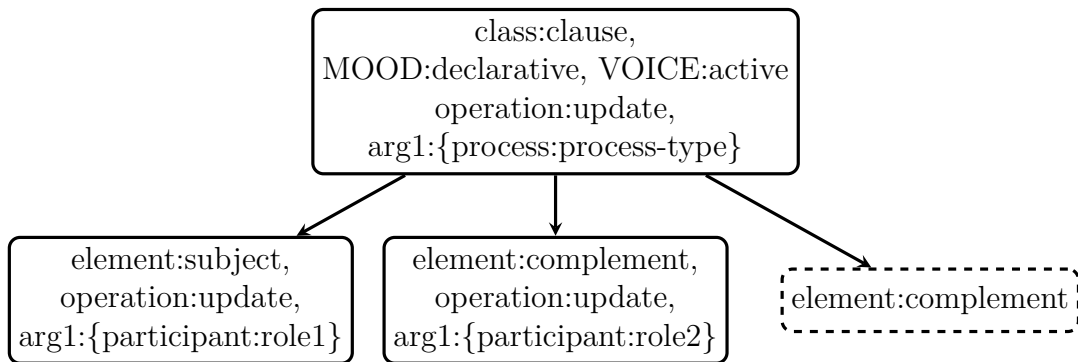 class:clause,
MOOD:declarative, VOICE:active
operation:update,
arg1:{process:process-type}
element:subject,
operation:update,
arg1:{participant:role1}
element:complement,
operation:update,
arg1:{participant:role2}
element:complement